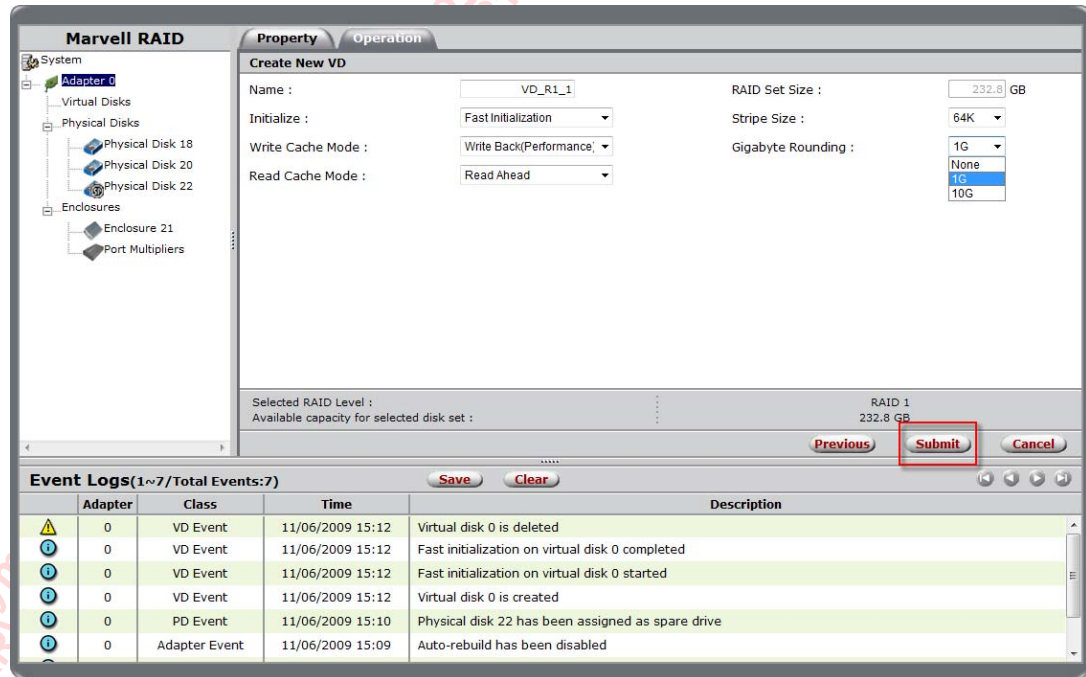 Marvell RAID
System
Adapter 0
Virtual Disks
Physical Disks
Physical Disk 18
Physical Disk 20
Physical Disk 22
Enclosures
Enclosure 21
Port Multipliers
Property Operation
Create New VD
Name : VD_R1_1 RAID Set Size : 232.8 GB
Initialize : Fast Initialization Stripe Size : 64K
Write Cache Mode : Write Back(Performance) Gigabyte Rounding : 1G
None
Read Cache Mode : Read Ahead 1G
10G
Selected RAID Level : RAID 1
Available capacity for selected disk set : 232.8 GB
Previous Submit Cancel
Event Logs(1~7/Total Events:7) Save Clear
Adapter Class Time Description
0 VD Event 11/06/2009 15:12 Virtual disk 0 is deleted
0 VD Event 11/06/2009 15:12 Fast initialization on virtual disk 0 completed
0 VD Event 11/06/2009 15:12 Fast initialization on virtual disk 0 started
0 VD Event 11/06/2009 15:12 Virtual disk 0 is created
0 PD Event 11/06/2009 15:10 Physical disk 22 has been assigned as spare drive
0 Adapter Event 11/06/2009 15:09 Auto-rebuild has been disabled